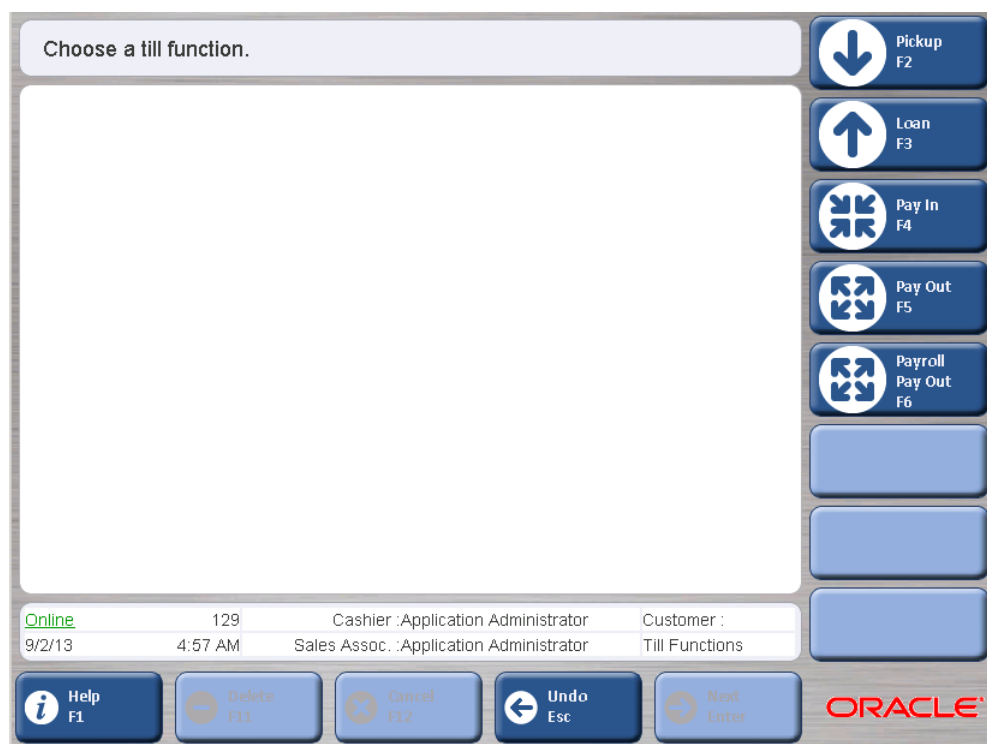 Choose a till function.
Pickup
F2
Loan
F3
Pay In
F4
Pay Out
F5
Payroll
Pay Out
F6
Online 129 Cashier :Application Administrator Customer :
9/2/13 4:57 AM Sales Assoc. :Application Administrator Till Functions
Help
F1
Delete
F11
Cancel
F12
Undo
Esc
Next
Enter
ORACLE